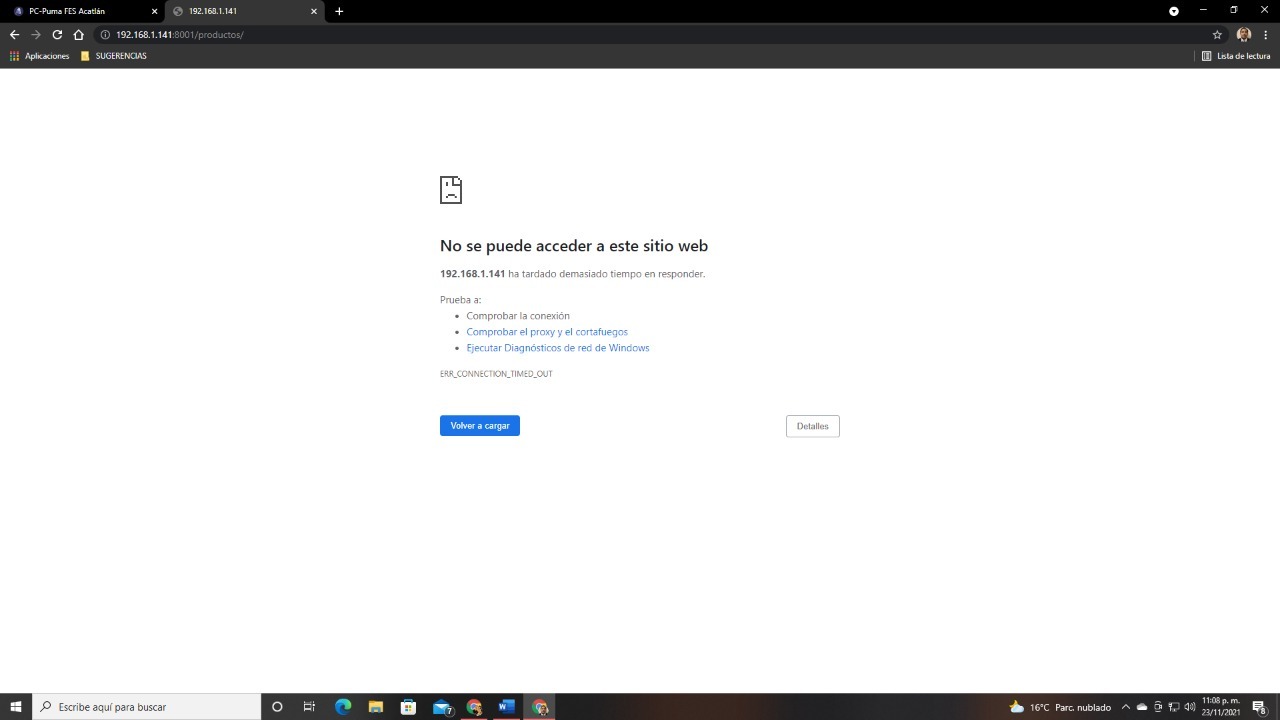 PC-Puma FES Acatlán
192.168.1.141
192.168.1.141:8001/productos/
Aplicaciones
SUGERENCIAS
Lista de lectura
No se puede acceder a este sitio web
192.168.1.141 ha tardado demasiado tiempo en responder.
Prueba a:
• Comprobar la conexión
• Comprobar el proxy y el cortafuegos
• Ejecutar Diagnósticos de red de Windows
ERR_CONNECTION_TIMED_OUT
Volver a cargar
Detalles
Escribe aquí para buscar
7
16°C Parc. nublado
11:08 p. m.
23/11/2021